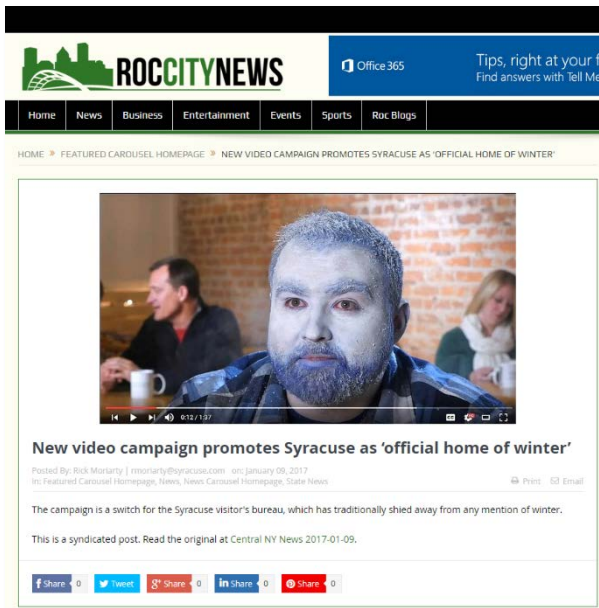 ROCCITYNEWS
Office 365
Tips, right at your f
Find answers with Tell Me
Home News Business Entertainment Events Sports Roc Blogs
HOME » FEATURED CAROUSEL HOMEPAGE » NEW VIDEO CAMPAIGN PROMOTES SYRACUSE AS 'OFFICIAL HOME OF WINTER'
0:12 / 1:37
New video campaign promotes Syracuse as ‘official home of winter’
Posted By: Rick Moriarty | rmoriarty@syracuse.com on: January 09, 2017
In: Featured Carousel Homepage, News, News Carousel Homepage, State News
Print Email
The campaign is a switch for the Syracuse visitor's bureau, which has traditionally shied away from any mention of winter.
This is a syndicated post. Read the original at Central NY News 2017-01-09.
f Share 0 Tweet g+ Share 0 in Share 0 Share 0